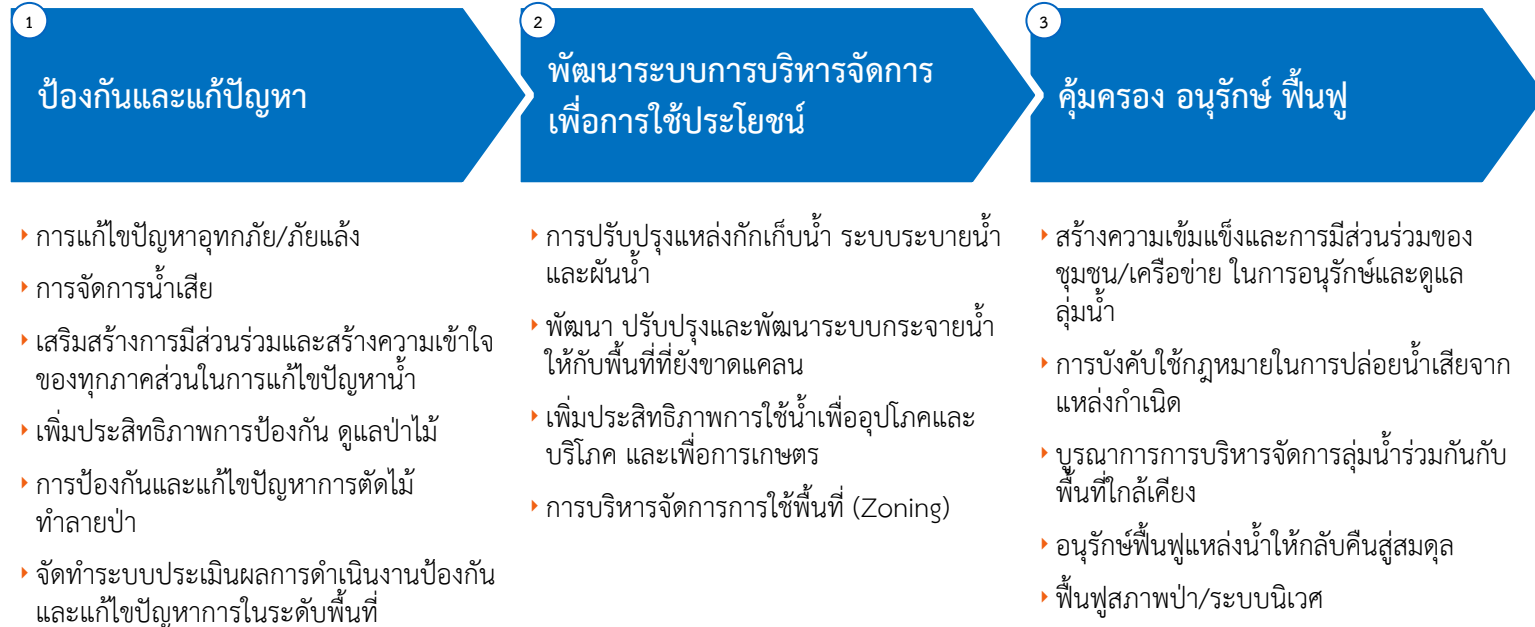 1
ป้องกันและแก้ปัญหา
การแก้ไขปัญหาอุทกภัย/ภัยแล้ง
การจัดการน้ำเสีย
เสริมสร้างการมีส่วนร่วมและสร้างความเข้าใจ
ของทุกภาคส่วนในการแก้ไขปัญหาน้ำ
เพิ่มประสิทธิภาพการป้องกัน ดูแลป่าไม้
การป้องกันและแก้ไขปัญหาการตัดไม้
ทำลายป่า
จัดทำระบบประเมินผลการดำเนินงานป้องกัน
และแก้ไขปัญหาการในระดับพื้นที่
2
พัฒนาระบบการบริหารจัดการ
เพื่อการใช้ประโยชน์
การปรับปรุงแหล่งกักเก็บน้ำ ระบบระบายน้ำ
และผันน้ำ
พัฒนา ปรับปรุงและพัฒนาระบบกระจายน้ำ
ให้กับพื้นที่ที่ยังขาดแคลน
เพิ่มประสิทธิภาพการใช้น้ำเพื่ออุปโภคและ
บริโภค และเพื่อการเกษตร
การบริหารจัดการการใช้พื้นที่ (Zoning)
3
คุ้มครอง อนุรักษ์ ฟื้นฟู
สร้างความเข้มแข็งและการมีส่วนร่วมของ
ชุมชน/เครือข่าย ในการอนุรักษ์และดูแล
ลุ่มน้ำ
การบังคับใช้กฎหมายในการปล่อยน้ำเสียจาก
แหล่งกำเนิด
บูรณาการการบริหารจัดการลุ่มน้ำร่วมกันกับ
พื้นที่ใกล้เคียง
อนุรักษ์ฟื้นฟูแหล่งน้ำให้กลับคืนสู่สมดุล
ฟื้นฟูสภาพป่า/ระบบนิเวศ